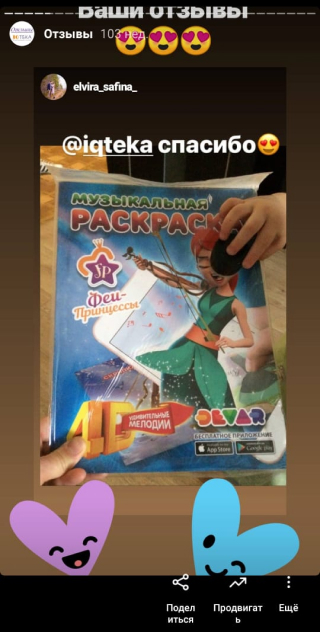 Ваши отзывы
Отзывы 103 нед.
elvira_safina_
@iqteka спасибо
МУЗЫКАЛЬНАЯ
РАСКРАСК
Феи-
Принцессы
4D
УДИВИТЕЛЬНЫЕ
МЕЛОДИИ
DEVAR
БЕСПЛАТНОЕ ПРИЛОЖЕНИЕ
App Store
Google play
Подел
иться
Продвигат
ь
Ещё